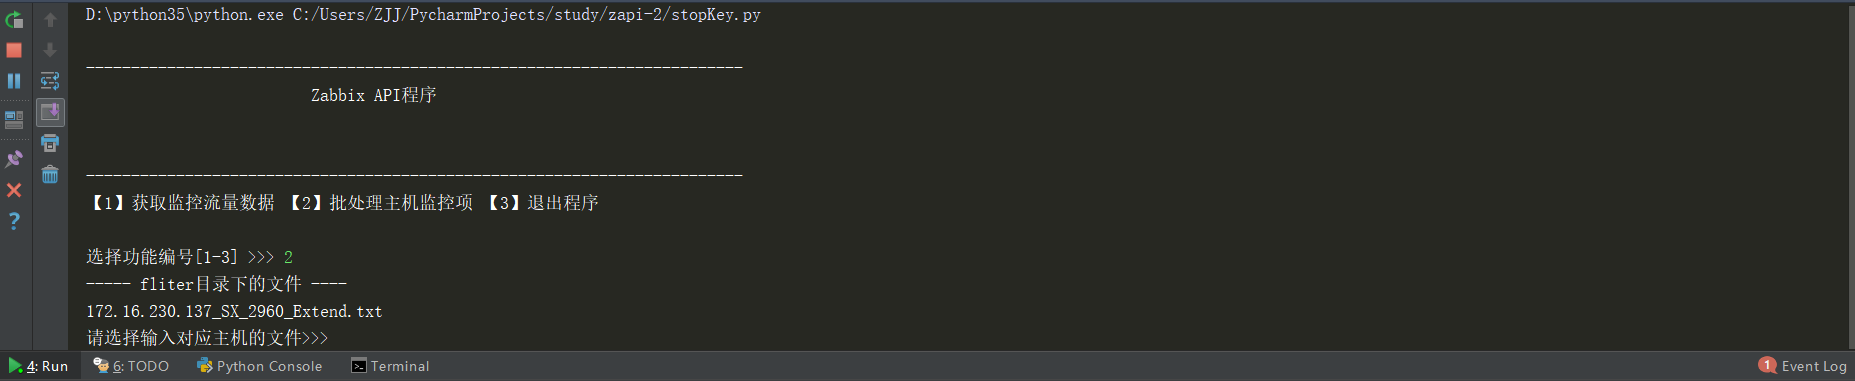 D:\python35\python.exe C:/Users/ZJJ/PycharmProjects/study/zapi-2/stopKey.py
-------------------------------------------------------------------------
Zabbix API程序
-------------------------------------------------------------------------
【1】获取监控流量数据 【2】批处理主机监控项 【3】退出程序
选择功能编号[1-3] >>> 2
----- fliter目录下的文件 ----
172.16.230.137_SX_2960_Extend.txt
请选择输入对应主机的文件>>>
4: Run 6: TODO Python Console Terminal 1 Event Log